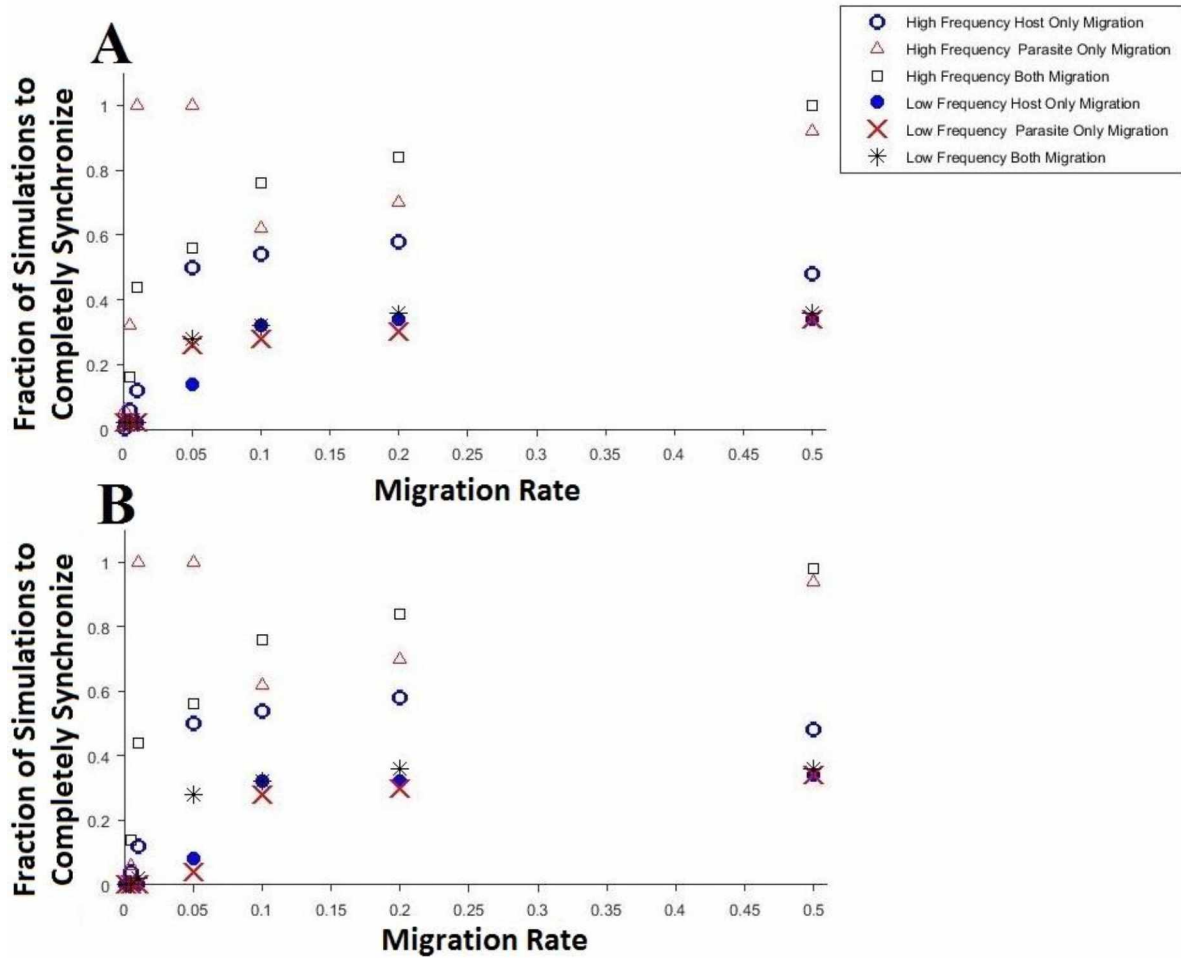 A
High Frequency Host Only Migration
High Frequency Parasite Only Migration
High Frequency Both Migration
Low Frequency Host Only Migration
Low Frequency Parasite Only Migration
Low Frequency Both Migration
Fraction of Simulations to
Completely Synchronize
1
0.8
0.6
0.4
0.2
0
0 0.05 0.1 0.15 0.2 0.25 0.3 0.35 0.4 0.45 0.5
Migration Rate
B
Fraction of Simulations to
Completely Synchronize
1
0.8
0.6
0.4
0.2
0
0 0.05 0.1 0.15 0.2 0.25 0.3 0.35 0.4 0.45 0.5
Migration Rate